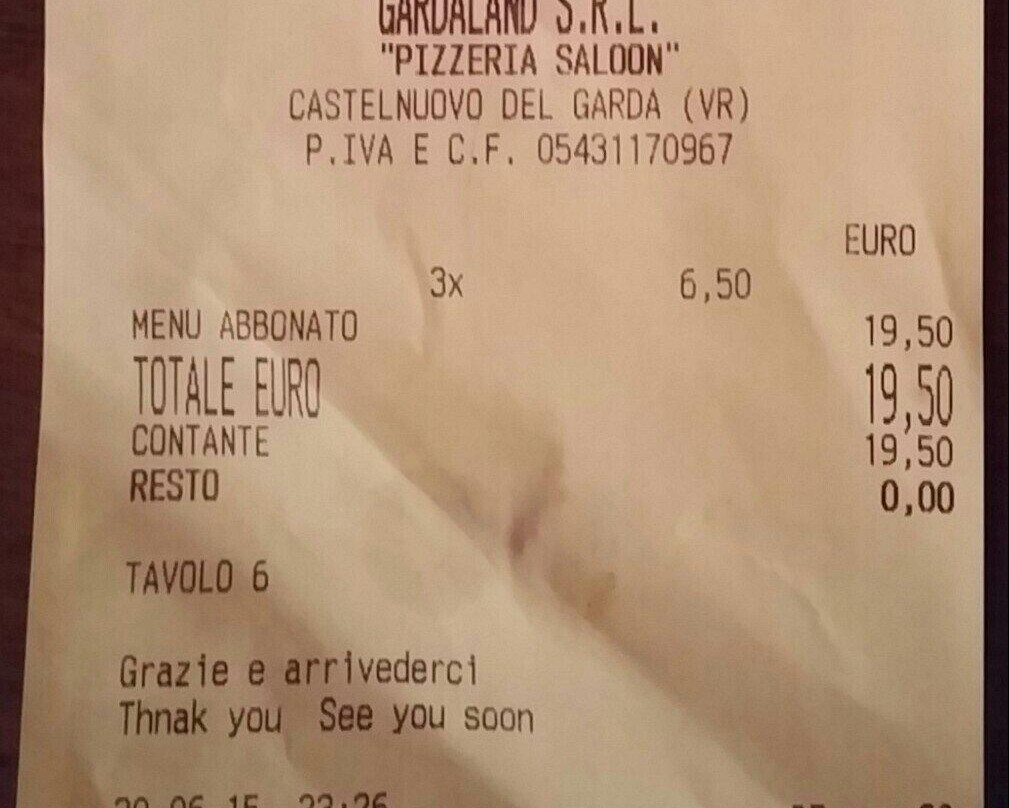 GARDALAND S.R.L.
"PIZZERIA SALOON"
CASTELNUOVO DEL GARDA (VR)
P.IVA E C.F. 05431170967
EURO
3x 6,50
MENU ABBONATO 19,50
TOTALE EURO 19,50
CONTANTE 19,50
RESTO 0,00
TAVOLO 6
Grazie e arrivederci
Thnak you See you soon